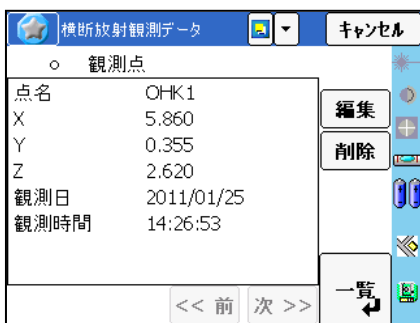 横断放射観測データ
キャンセル
○ 観測点
点名 OHK1
X 5.860
Y 0.355
Z 2.620
観測日 2011/01/25
観測時間 14:26:53
編集
削除
<< 前 次 >>
一覧